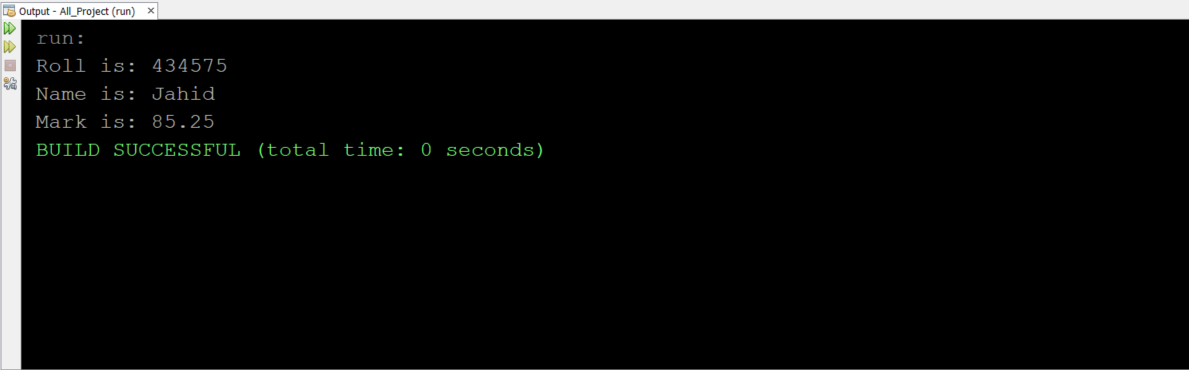 Output - All_Project (run)
run:
Roll is: 434575
Name is: Jahid
Mark is: 85.25
BUILD SUCCESSFUL (total time: 0 seconds)